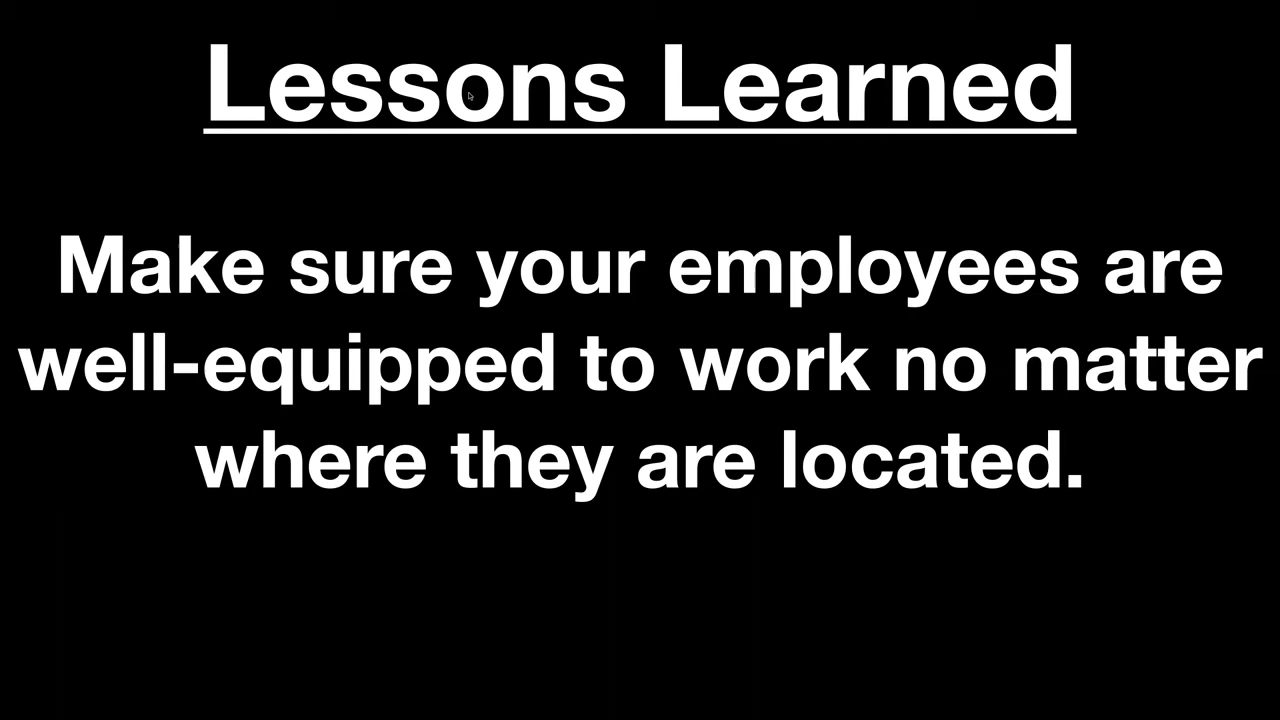 Lessons Learned
Make sure your employees are
well-equipped to work no matter
where they are located.